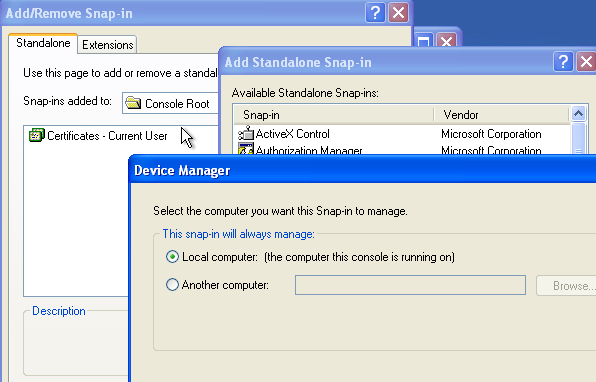 Add/Remove Snap-in
Standalone
Extensions
Use this page to add or remove a standal
Snap-ins added to:
Console Root
Certificates - Current User
Description
Add Standalone Snap-in
Available Standalone Snap-ins:
Snap-in Vendor
ActiveX Control Microsoft Corporation
Authorization Manager Microsoft Corporation
Device Manager
Select the computer you want this Snap-in to manage.
This snap-in will always manage:
Local computer: (the computer this console is running on)
Another computer:
Browse...